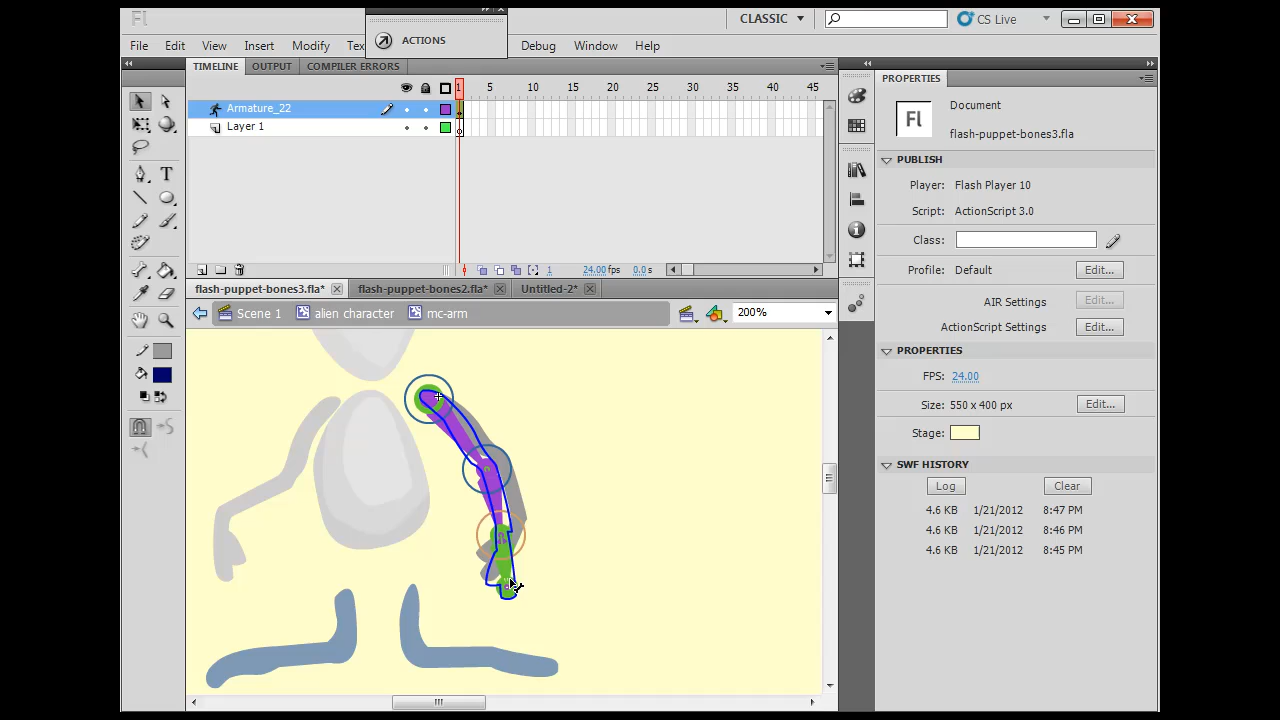 Fl
CLASSIC
CS Live
ACTIONS
File Edit View Insert Modify Debug Window Help
TIMELINE OUTPUT COMPILER ERRORS
PROPERTIES
1 5 10 15 20 25 30 35 40 45
Armature_22
Layer 1
Document
Fl
flash-puppet-bones3.fla
T
PUBLISH
Player: Flash Player 10
Script: ActionScript 3.0
Class:
1 24.00 fps 0.0 s
Profile: Default Edit...
flash-puppet-bones3.fla* flash-puppet-bones2.fla* Untitled-2*
AIR Settings Edit...
Scene 1 alien character mc-arm 200%
ActionScript Settings Edit...
PROPERTIES
FPS: 24.00
Size: 550 x 400 px Edit...
Stage:
SWF HISTORY
Log Clear
4.6 KB 1/21/2012 8:47 PM
4.6 KB 1/21/2012 8:46 PM
4.6 KB 1/21/2012 8:45 PM